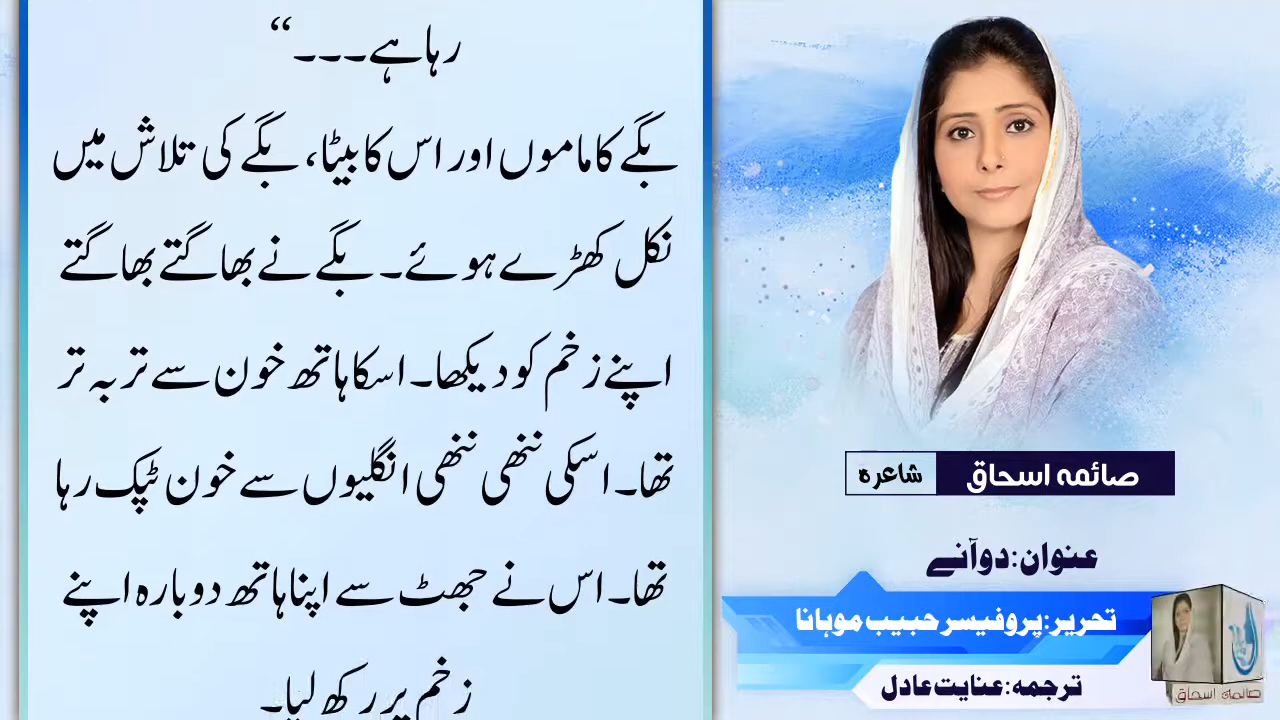 رہا ہے۔۔۔“
بگے کا ماموں اور اس کا بیٹا، بگے کی تلاش میں
نکل کھڑے ہوئے۔ بگے نے بھاگتے بھاگتے
اپنے زخم کو دیکھا۔ اسکا ہاتھ خون سے تر بہ تر
تھا۔ اسکی ننھی ننھی انگلیوں سے خون ٹپک رہا
تھا۔ اس نے جھٹ سے اپنا ہاتھ دوبارہ اپنے
زخم پر رکھ لیا۔
صائمہ اسحاق شاعرہ
عنوان: دو آنے
تحریر: پروفیسر حبیب موہانا
ترجمہ: عنایت عادل
صائمہ اسحاق